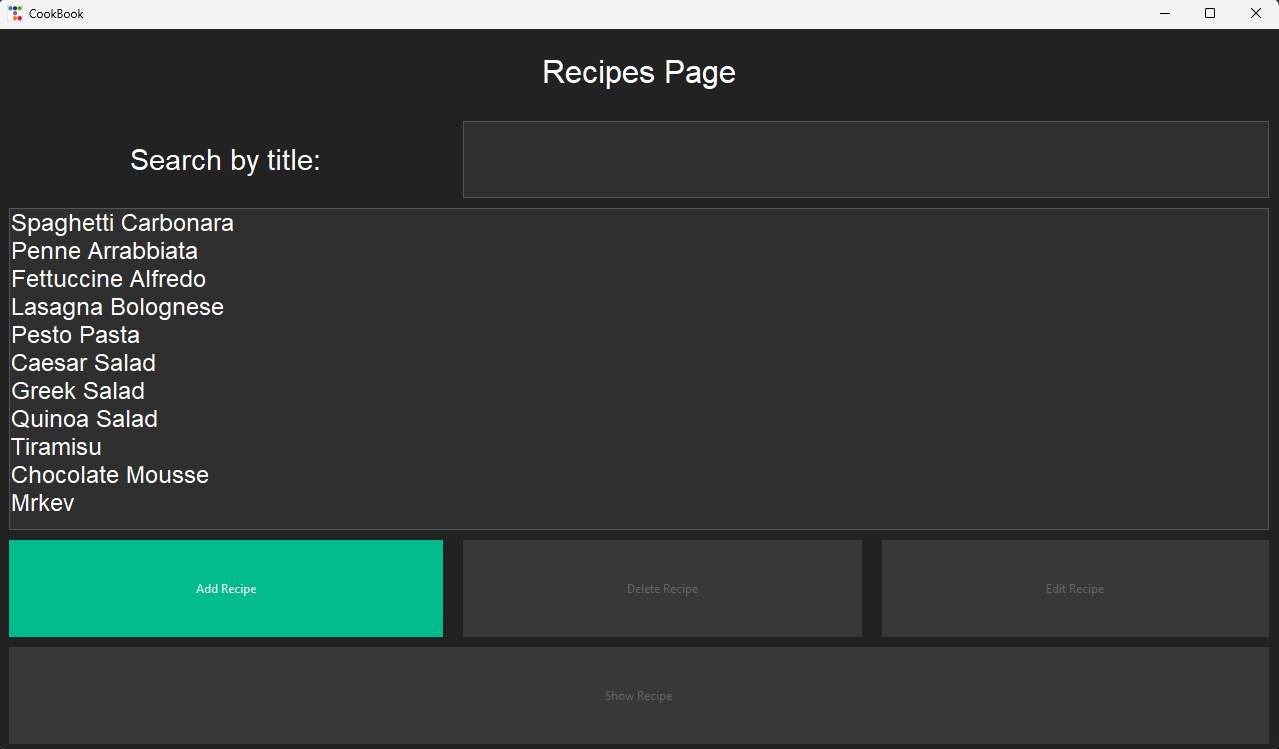 CookBook
Recipes Page
Search by title:
Spaghetti Carbonara
Penne Arrabbiata
Fettuccine Alfredo
Lasagna Bolognese
Pesto Pasta
Caesar Salad
Greek Salad
Quinoa Salad
Tiramisu
Chocolate Mousse
Mrkev
Add Recipe
Delete Recipe
Edit Recipe
Show Recipe